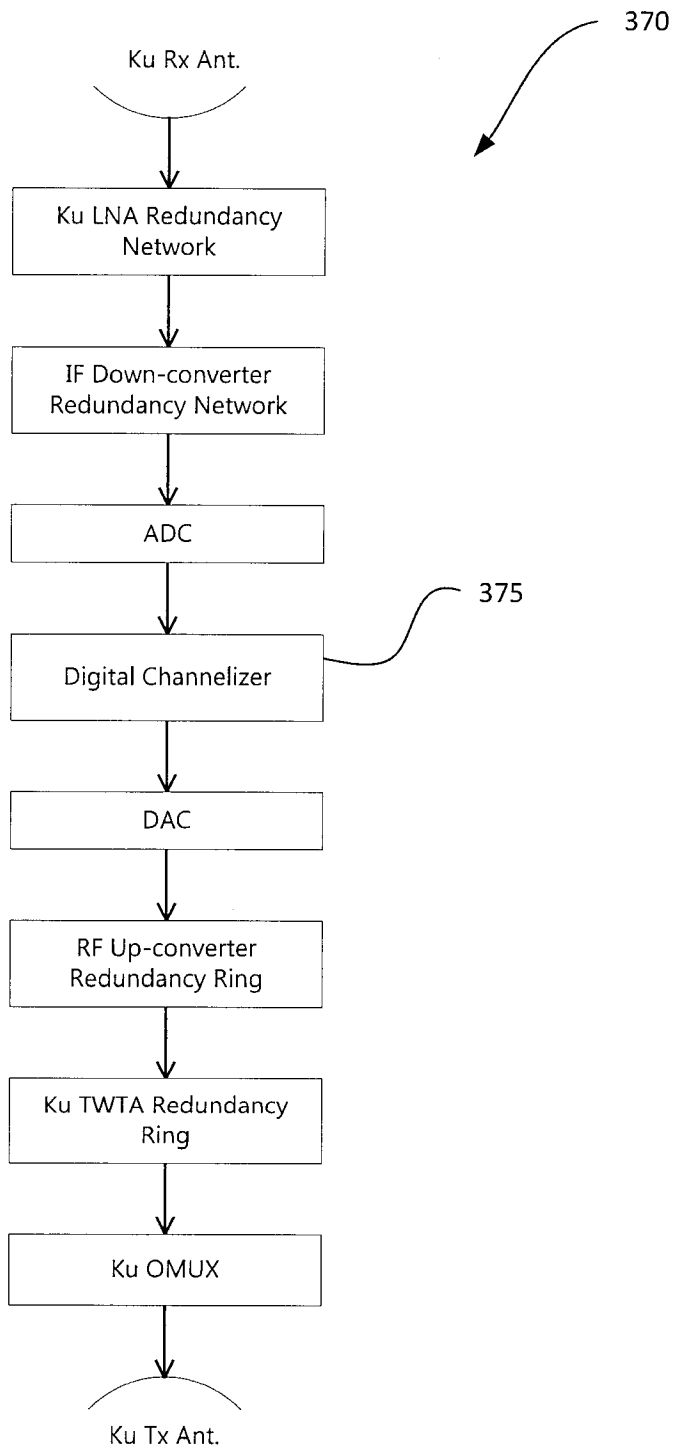 370
Ku Rx Ant.
Ku LNA Redundancy
Network
IF Down-converter
Redundancy Network
ADC
375
Digital Channelizer
DAC
RF Up-converter
Redundancy Ring
Ku TWTA Redundancy
Ring
Ku OMUX
Ku Tx Ant.